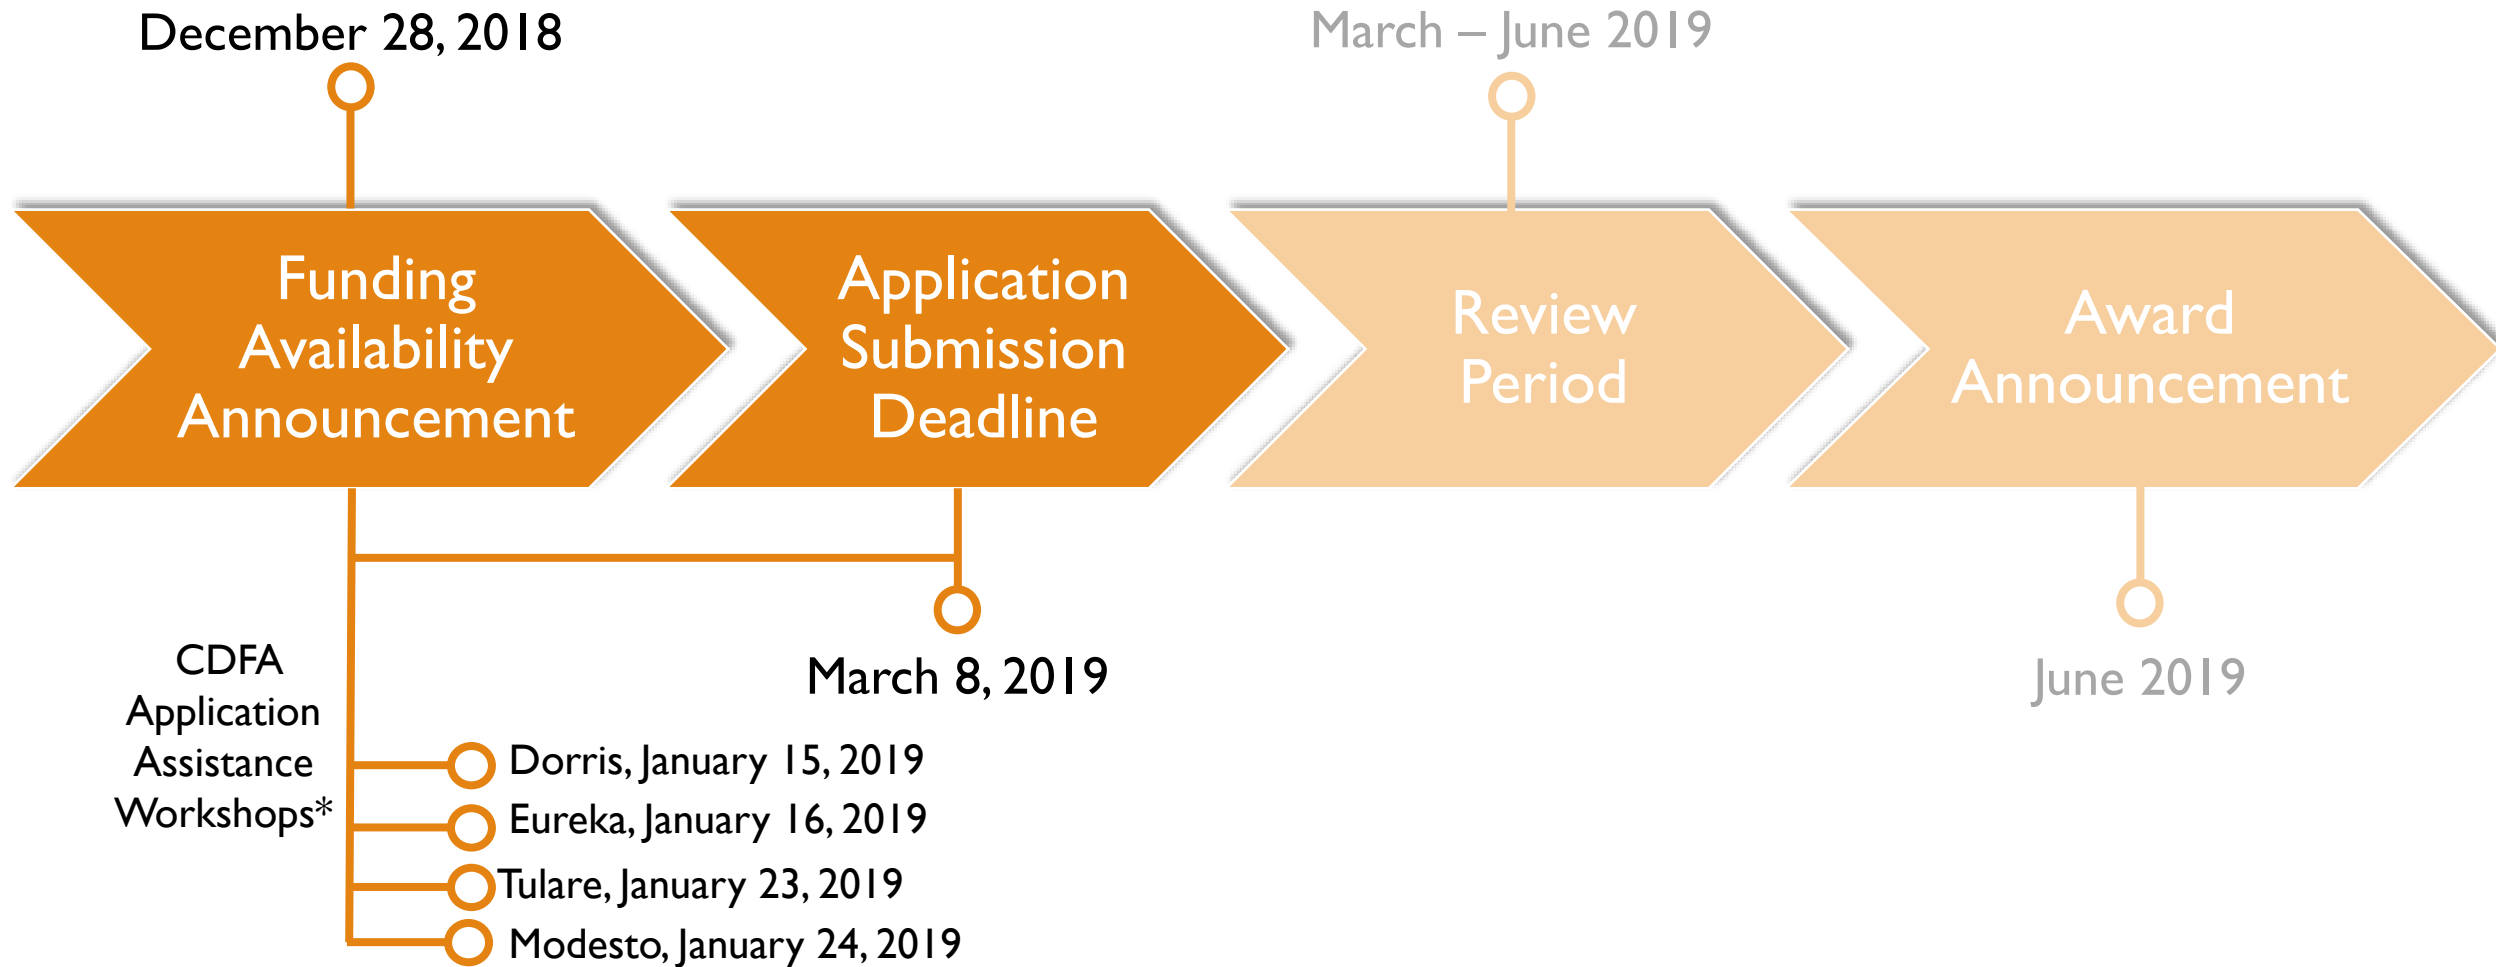 December 28, 2018
March – June 2019
Funding
Availability
Announcement
Application
Submission
Deadline
Review
Period
Award
Announcement
CDFA
Application
Assistance
Workshops*
March 8, 2019
June 2019
Dorris, January 15, 2019
Eureka, January 16, 2019
Tulare, January 23, 2019
Modesto, January 24, 2019